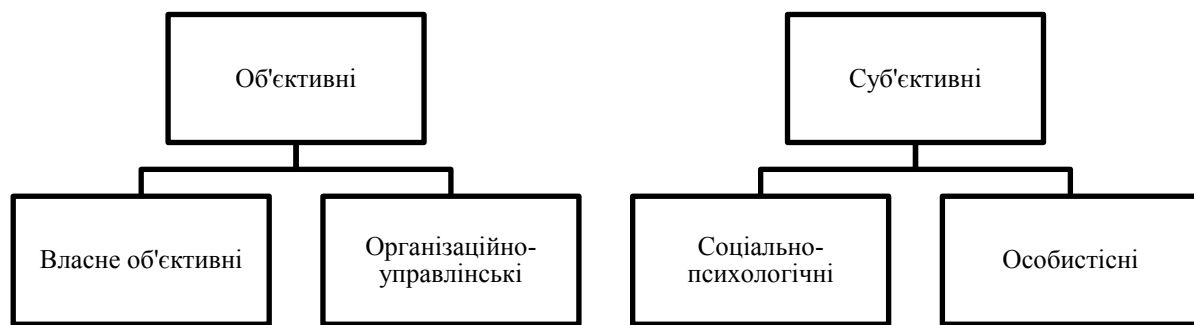 Об'єктивні
Суб'єктивні
Власне об'єктивні
Організаційно-
управлінські
Соціально-
психологічні
Особистісні